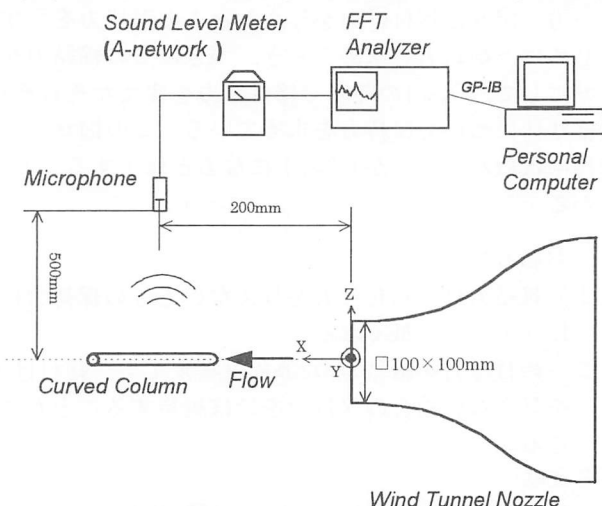 Sound Level Meter
(A-network )
FFT
Analyzer
GP-IB
Personal
Computer
Microphone
200mm
500mm
Z
X
Y
□100×100mm
Curved Column
Flow
Wind Tunnel Nozzle